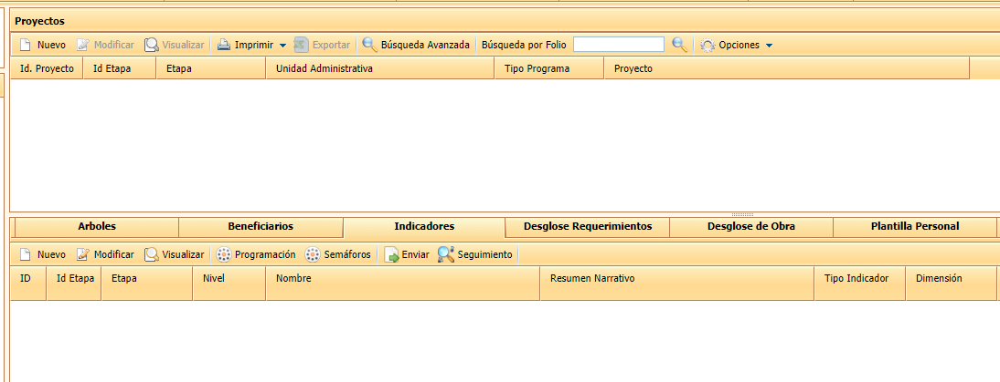 Proyectos
Nuevo Modificar Visualizar Imprimir Exportar Búsqueda Avanzada Búsqueda por Folio Opciones
Id. Proyecto Id Etapa Etapa Unidad Administrativa Tipo Programa Proyecto
Arboles Beneficiarios Indicadores Desglose Requerimientos Desglose de Obra Plantilla Personal
Nuevo Modificar Visualizar Programación Semáforos Enviar Seguimiento
ID Id Etapa Etapa Nivel Nombre Resumen Narrativo Tipo Indicador Dimensión